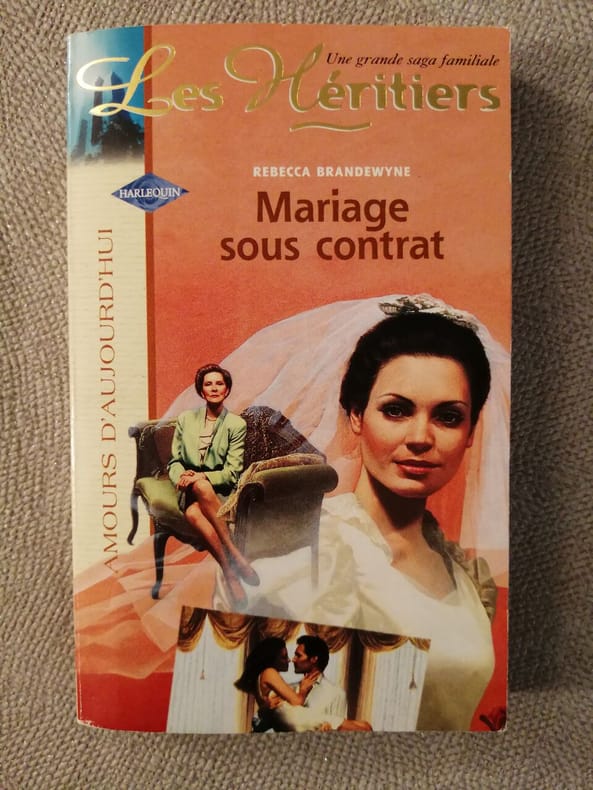 Une grande saga familiale
Les Héritiers
HARLEQUIN
REBECCA BRANDEWYNE
Mariage
sous contrat
AMOURS D'AUJOURD'HUI